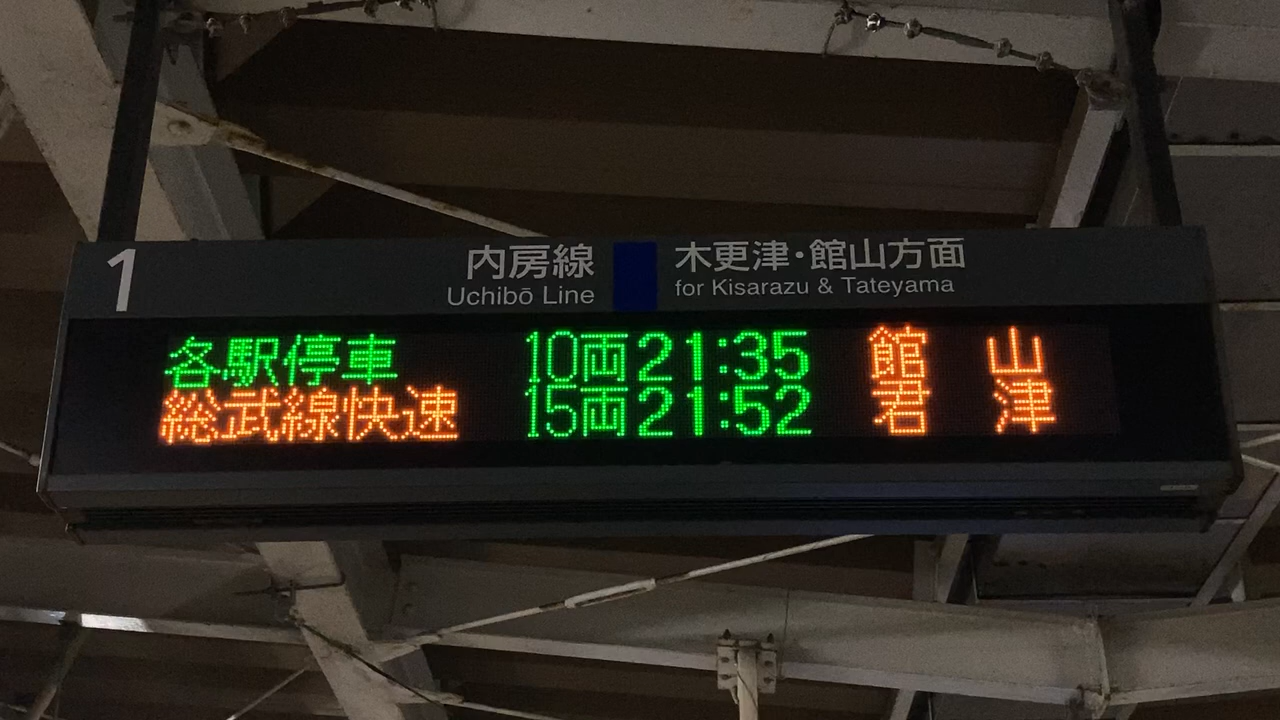 1
内房線 木更津・館山方面
Uchibō Line for Kisarazu & Tateyama
各駅停車 10両 21:35 館山
総武線快速 15両 21:52 君津